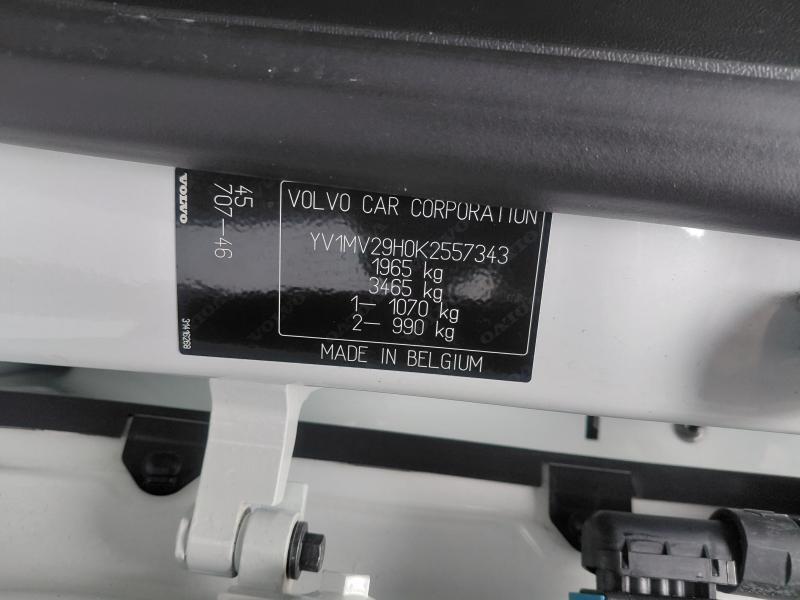 VOLVO
45
707-46
31416268
VOLVO CAR CORPORATION
YV1MV29H0K2557343
1965 kg
3465 kg
1- 1070 kg
2- 990 kg
MADE IN BELGIUM